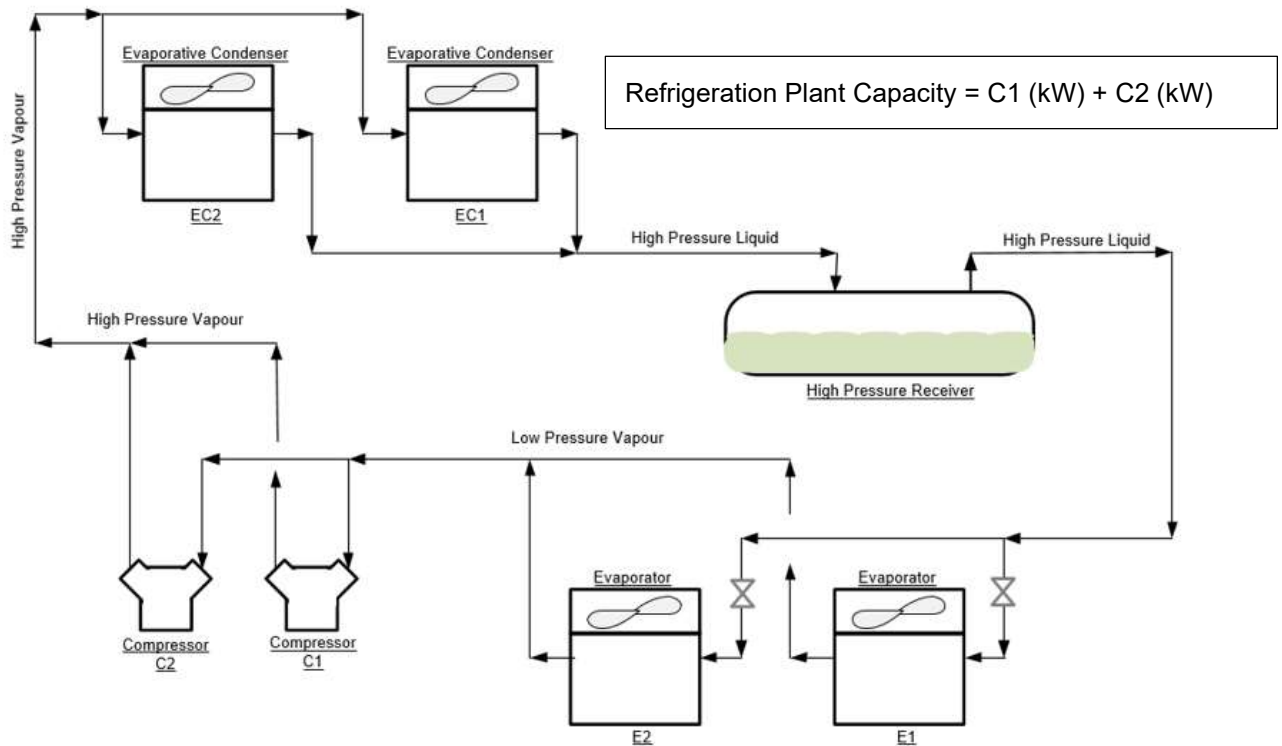 Evaporative Condenser
Evaporative Condenser
Refrigeration Plant Capacity = C1 (kW) + C2 (kW)
High Pressure Vapour
EC2
EC1
High Pressure Liquid
High Pressure Liquid
High Pressure Vapour
High Pressure Receiver
Low Pressure Vapour
Evaporator
Evaporator
Compressor
C2
Compressor
C1
E2
E1